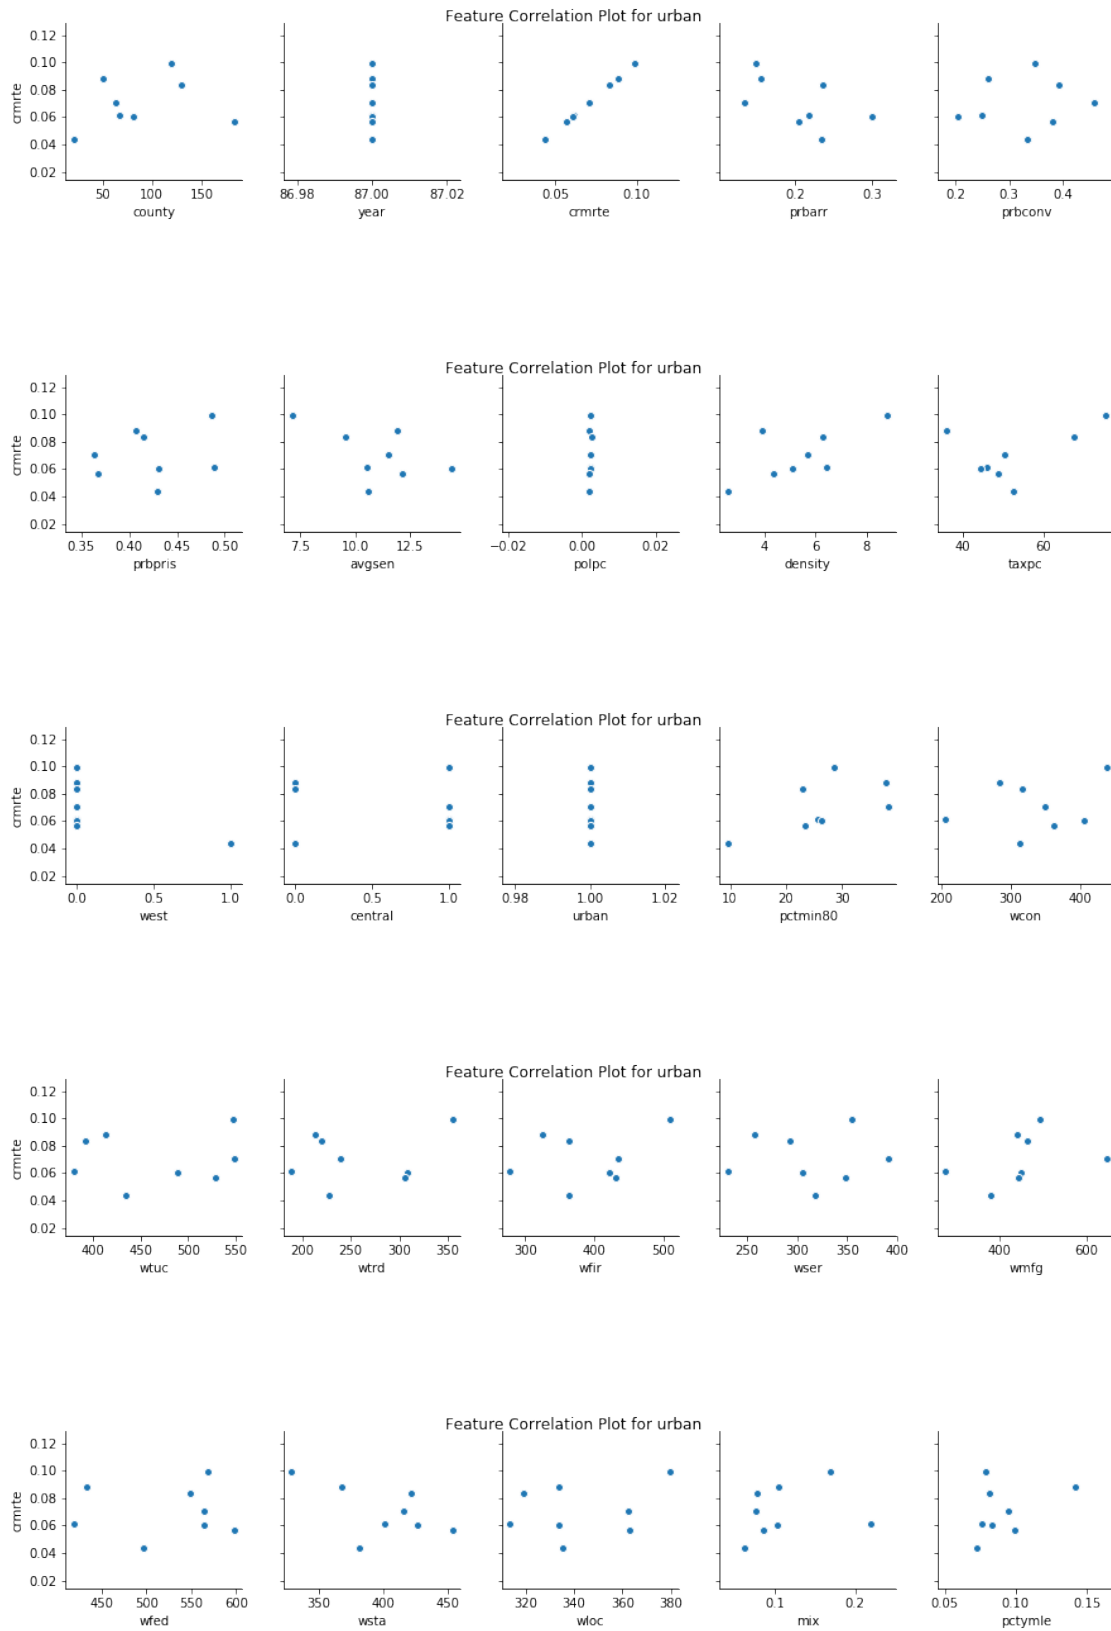 Feature Correlation Plot for urban
0.12
0.10
0.08
0.06
0.04
0.02
crmrte
50 100 150
county
86.98 87.00 87.02
year
0.05 0.10
crmrte
0.2 0.3
prbarr
0.2 0.3 0.4
prbconv
Feature Correlation Plot for urban
0.12
0.10
0.08
0.06
0.04
0.02
crmrte
0.35 0.40 0.45 0.50
prbpris
7.5 10.0 12.5
avgsen
−0.02 0.00 0.02
polpc
4 6 8
density
40 60
taxpc
Feature Correlation Plot for urban
0.12
0.10
0.08
0.06
0.04
0.02
crmrte
0.0 0.5 1.0
west
0.0 0.5 1.0
central
0.98 1.00 1.02
urban
10 20 30
pctmin80
200 300 400
wcon
Feature Correlation Plot for urban
0.12
0.10
0.08
0.06
0.04
0.02
crmrte
400 450 500 550
wtuc
200 250 300 350
wtrd
300 400 500
wfir
250 300 350 400
wser
400 600
wmfg
Feature Correlation Plot for urban
0.12
0.10
0.08
0.06
0.04
0.02
crmrte
450 500 550 600
wfed
350 400 450
wsta
320 340 360 380
wloc
0.1 0.2
mix
0.05 0.10
pctymle